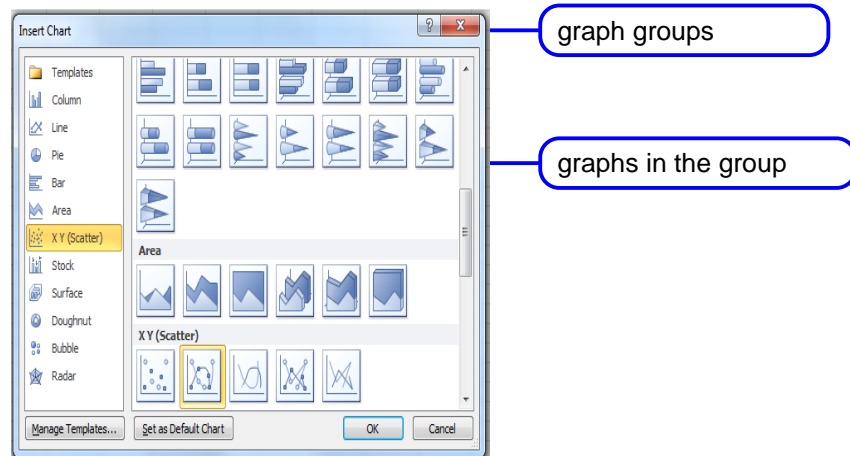 Insert Chart
graph groups
Templates
Column
Line
Pie
graphs in the group
Bar
Area
X Y (Scatter)
Stock
Surface
Doughnut
Bubble
Radar
Area
X Y (Scatter)
Manage Templates...
Set as Default Chart
OK
Cancel